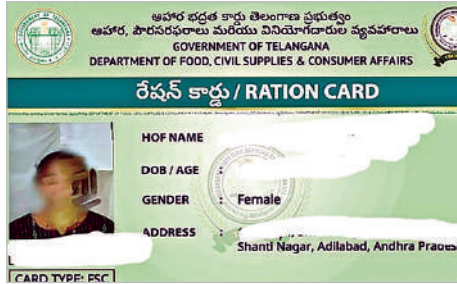 ఆహార భద్రత కార్డు తెలంగాణ ప్రభుత్వం
ఆహార, పౌరసరఫరాలు మరియు వినియోగదారుల వ్యవహారాలు
GOVERNMENT OF TELANGANA
DEPARTMENT OF FOOD, CIVIL SUPPLIES & CONSUMER AFFAIRS
రేషన్ కార్డు / RATION CARD
HOF NAME
DOB / AGE :
GENDER : Female
ADDRESS :
Shanti Nagar, Adilabad, Andhra Prades
CARD TYPE: FSC